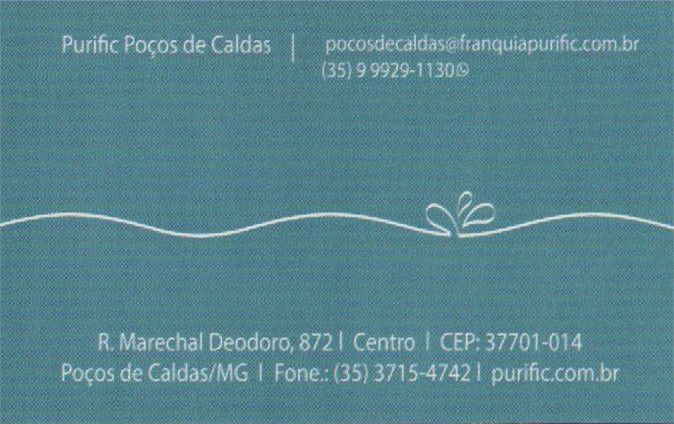 Purific Poços de Caldas | pocosdecaldas@franquiapurific.com.br
(35) 9 9929-1130
R. Marechal Deodoro, 872 | Centro | CEP: 37701-014
Poços de Caldas/MG | Fone.: (35) 3715-4742 | purific.com.br